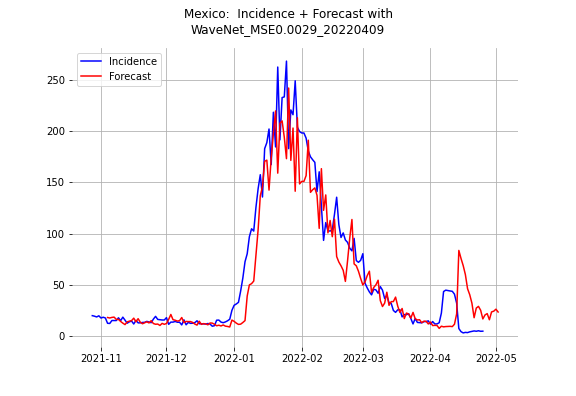 Mexico:  Incidence + Forecast with
WaveNet_MSE0.0029_20220409
Incidence
Forecast
250
200
150
100
50
0
2021-11 2021-12 2022-01 2022-02 2022-03 2022-04 2022-05